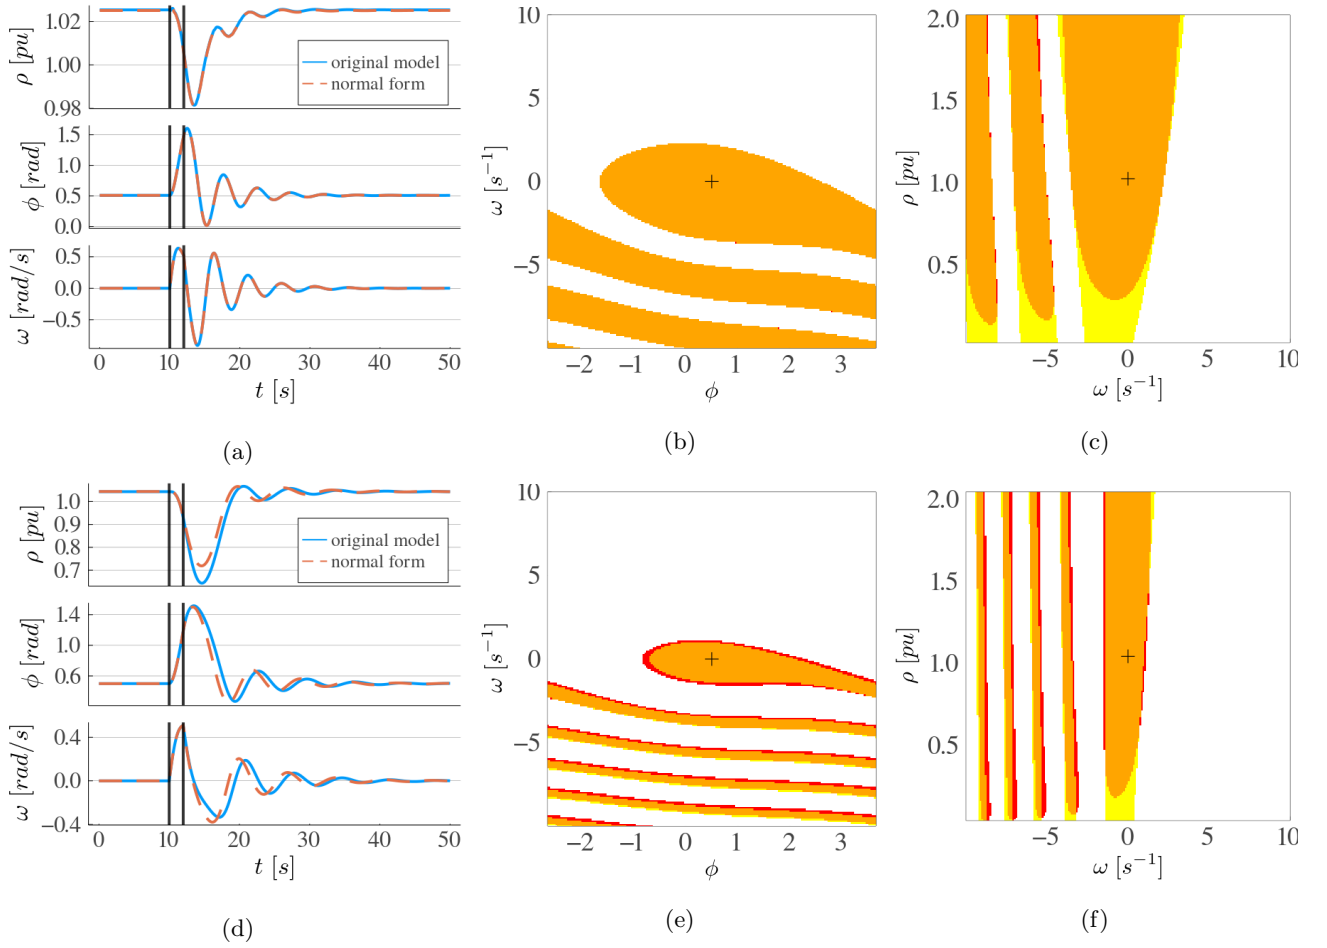 1.02
1.00
0.98
ρ [pu]
original model
normal form
1.5
1.0
0.5
0.0
ϕ [rad]
0.5
0.0
−0.5
ω [rad/s]
0 10 20 30 40 50
t [s]
(a)
10
5
0
−5
ω [s⁻¹]
−2 −1 0 1 2 3
ϕ
(b)
2.0
1.5
1.0
0.5
ρ [pu]
−5 0 5 10
ω [s⁻¹]
(c)
1.0
0.9
0.8
0.7
ρ [pu]
original model
normal form
1.4
1.0
0.6
ϕ [rad]
0.4
0.0
−0.4
ω [rad/s]
0 10 20 30 40 50
t [s]
(d)
10
5
0
−5
ω [s⁻¹]
−2 −1 0 1 2 3
ϕ
(e)
2.0
1.5
1.0
0.5
ρ [pu]
−5 0 5 10
ω [s⁻¹]
(f)